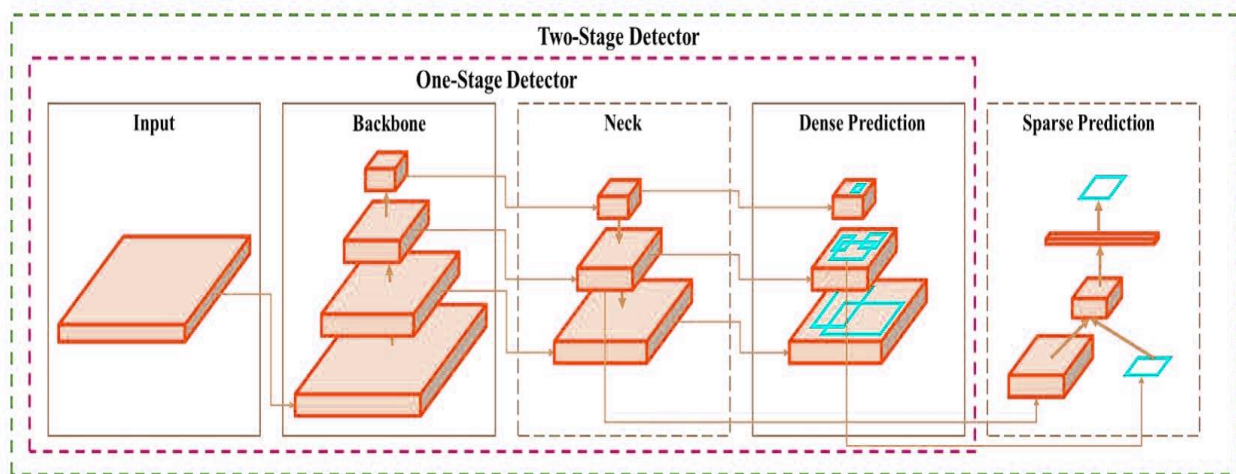 Two-Stage Detector
One-Stage Detector
Input
Backbone
Neck
Dense Prediction
Sparse Prediction